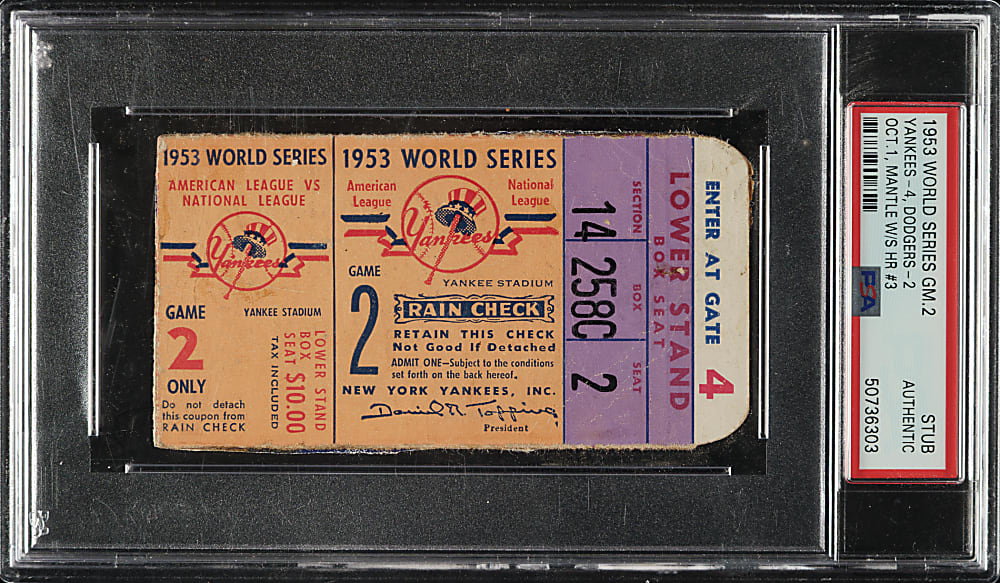 1953 WORLD SERIES
AMERICAN LEAGUE VS
NATIONAL LEAGUE
Yankees
GAME
2
ONLY
YANKEE STADIUM
Do not detach
this coupon from
RAIN CHECK
LOWER STAND
BOX
SEAT $10.00
TAX INCLUDED
1953 WORLD SERIES
American
League
National
League
Yankees
YANKEE STADIUM
GAME
2
RAIN CHECK
RETAIN THIS CHECK
Not Good if Detached
ADMIT ONE—Subject to the conditions
set forth on the back hereof.
NEW YORK YANKEES, INC.
Daniel R. Topping
President
SECTION
BOX
SEAT
14 258C 2
BOX SEAT
LOWER STAND
ENTER AT GATE
4
1953 WORLD SERIES GM.2
YANKEES -4, DODGERS -2
OCT.1, MANTLE W/S HR #3
PSA
STUB
AUTHENTIC
50736303